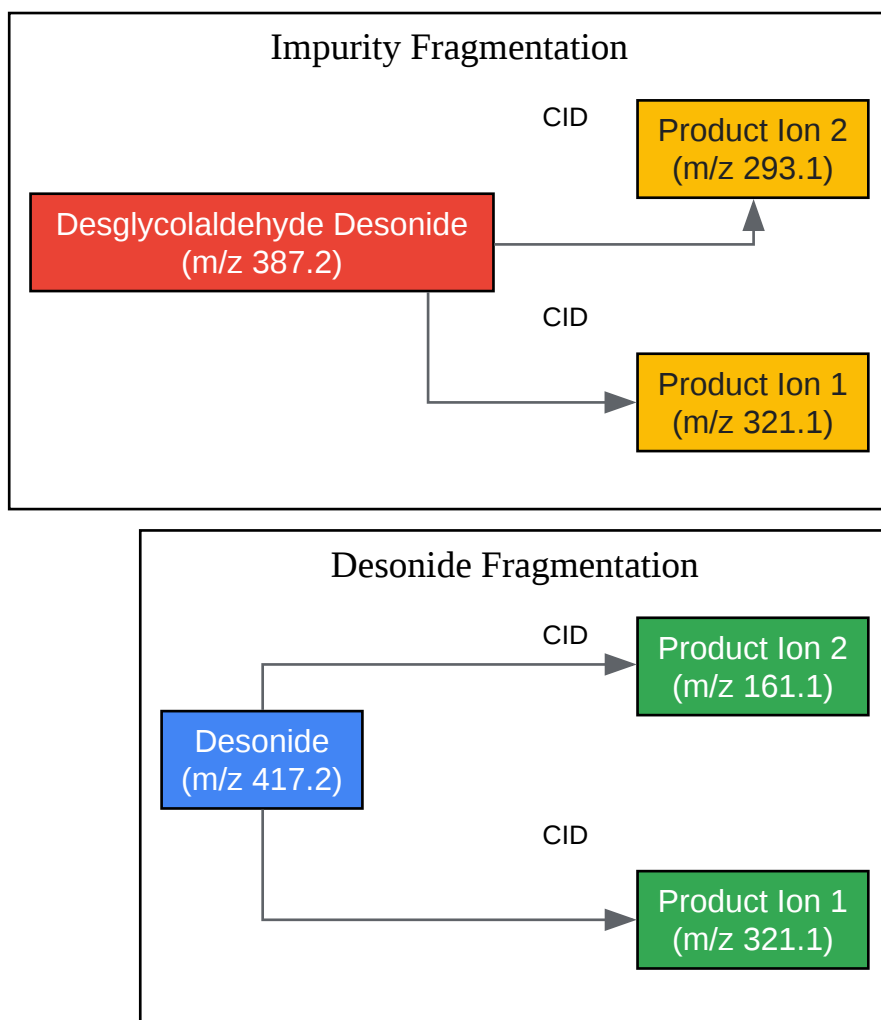 Impurity Fragmentation
CID
Product Ion 2
(m/z 293.1)
Desglycolaldehyde Desonide
(m/z 387.2)
CID
Product Ion 1
(m/z 321.1)
Desonide Fragmentation
CID
Product Ion 2
(m/z 161.1)
Desonide
(m/z 417.2)
CID
Product Ion 1
(m/z 321.1)